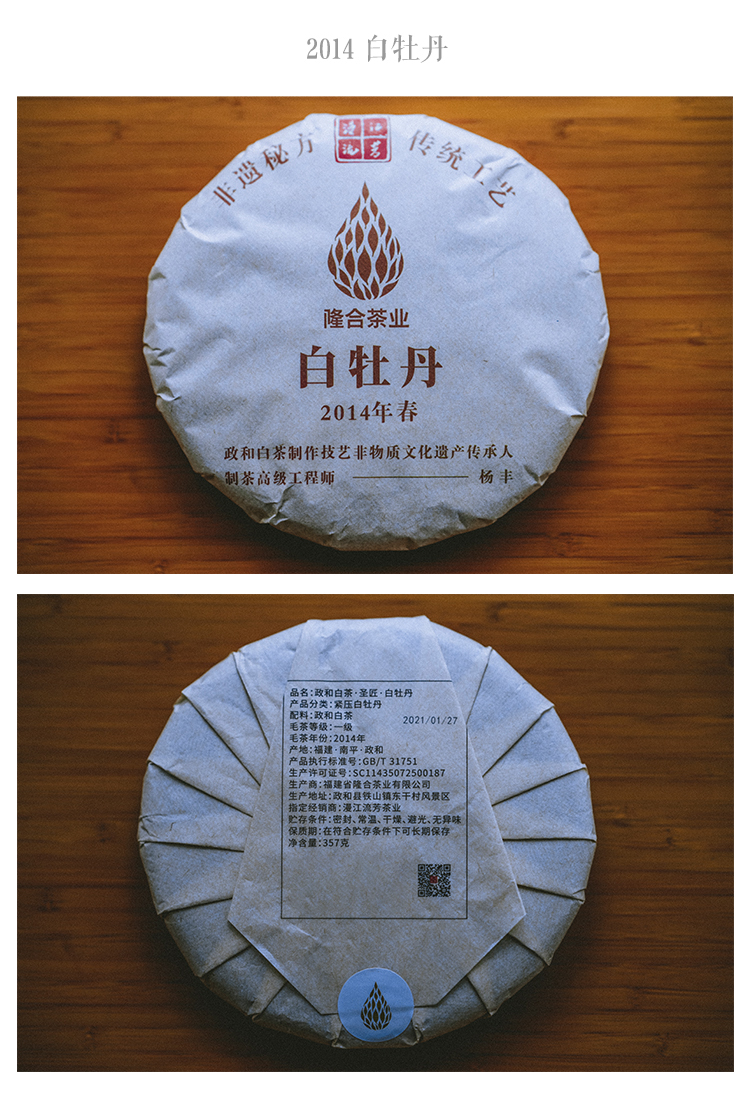 2014 白牡丹
非遗秘方
传统工艺
隆合茶业
白牡丹
2014年春
政和白茶制作技艺非物质文化遗产传承人
制茶高级工程师 杨丰
品名:政和白茶·圣匠·白牡丹
产品分类:紧压白牡丹
配料:政和白茶
2021/01/27
毛茶等级:一级
毛茶年份:2014年
产地:福建·南平·政和
产品执行标准号:GB/T 31751
生产许可证号:SC11435072500187
生产商:福建省隆合茶业有限公司
生产地址:政和县铁山镇东干村风景区
指定经销商:漫江流芳茶业
贮存条件:密封、常温、干燥、避光、无异味
保质期:在符合贮存条件下可长期保存
净含量:357克